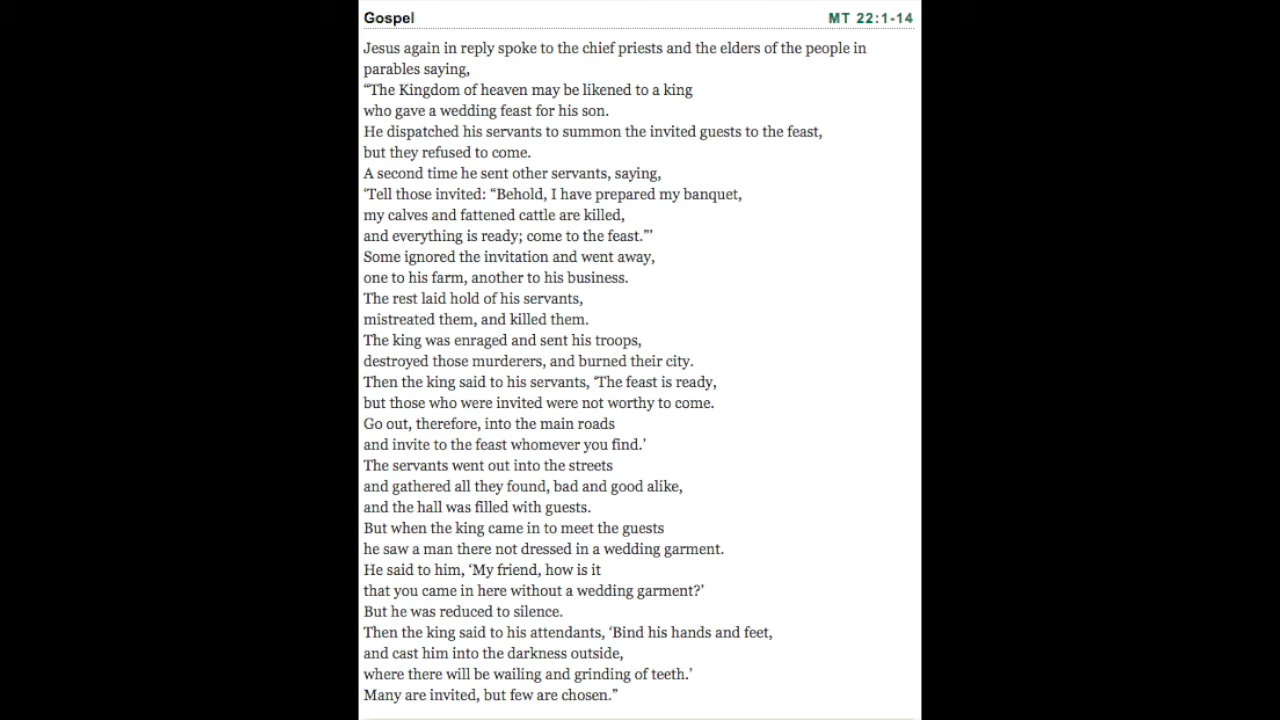 Gospel MT 22:1-14
Jesus again in reply spoke to the chief priests and the elders of the people in
parables saying,
“The Kingdom of heaven may be likened to a king
who gave a wedding feast for his son.
He dispatched his servants to summon the invited guests to the feast,
but they refused to come.
A second time he sent other servants, saying,
‘Tell those invited: “Behold, I have prepared my banquet,
my calves and fattened cattle are killed,
and everything is ready; come to the feast.”’
Some ignored the invitation and went away,
one to his farm, another to his business.
The rest laid hold of his servants,
mistreated them, and killed them.
The king was enraged and sent his troops,
destroyed those murderers, and burned their city.
Then the king said to his servants, ‘The feast is ready,
but those who were invited were not worthy to come.
Go out, therefore, into the main roads
and invite to the feast whomever you find.’
The servants went out into the streets
and gathered all they found, bad and good alike,
and the hall was filled with guests.
But when the king came in to meet the guests
he saw a man there not dressed in a wedding garment.
He said to him, ‘My friend, how is it
that you came in here without a wedding garment?’
But he was reduced to silence.
Then the king said to his attendants, ‘Bind his hands and feet,
and cast him into the darkness outside,
where there will be wailing and grinding of teeth.’
Many are invited, but few are chosen.”